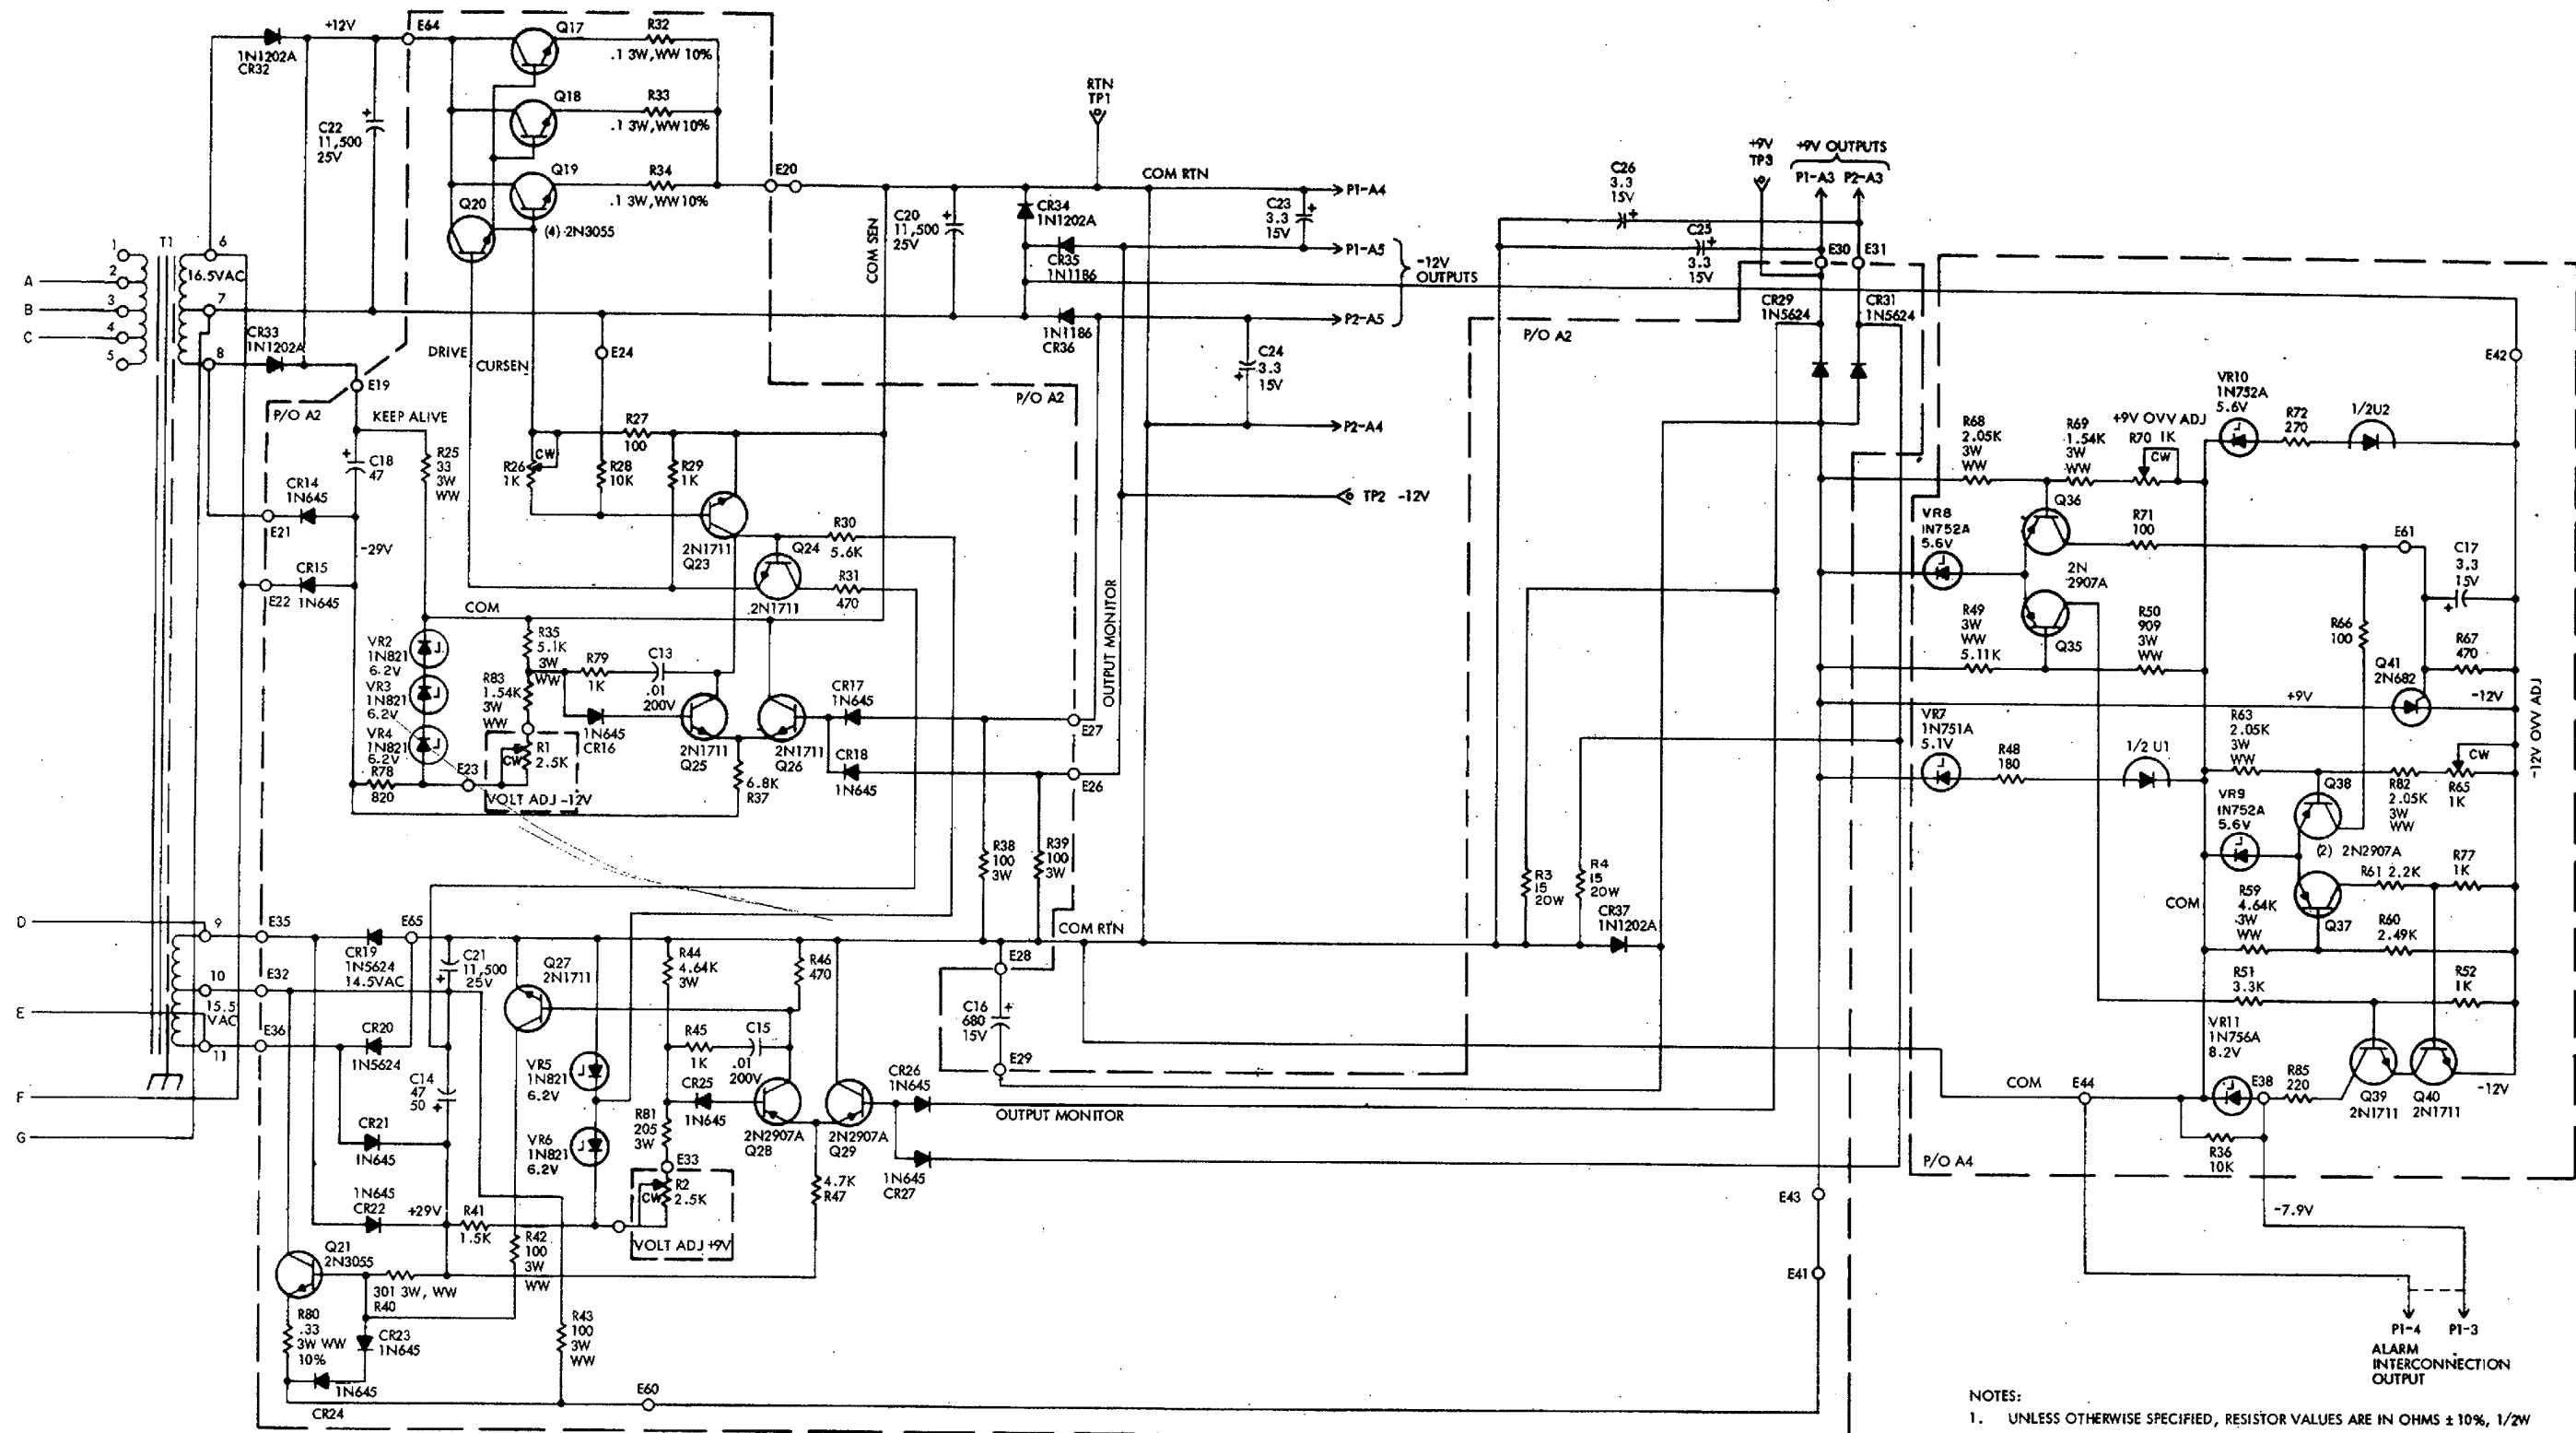 +12V
E64
1N1202A
CR32
Q17
R32
.1 3W,WW 10%
C22
11,500
25V
Q18
R33
.1 3W,WW10%
Q19
R34
.1 3W,WW10%
Q20
(4) 2N3055
E20
RTN
TP1
COM RTN
P1-A4
COM SEN
C20
11,500
25V
CR34
1N1202A
C23
3.3
15V
CR35
1N1186
P1-A5
-12V
OUTPUTS
1N1186
CR36
P2-A5
C24
3.3
15V
P2-A4
TP2 -12V
C26
3.3
15V
C25
3.3
15V
+9V
TP3
+9V OUTPUTS
P1-A3 P2-A3
E30
E31
CR29
1N5624
CR31
1N5624
P/O A2
A
B
C
1
2
3
4
5
T1
6
16.5VAC
7
8
CR33
1N1202A
E19
P/O A2
KEEP ALIVE
DRIVE
CURSEN
E24
P/O A2
C18
47
R25
33
3W
WW
CR14
1N645
E21
-29V
CR15
1N645
E22
R26
1K
CW
R27
100
R28
10K
R29
1K
2N1711
Q23
Q24
2N1711
R30
5.6K
R31
470
COM
VR2
1N821
6.2V
VR3
1N821
6.2V
VR4
1N821
6.2V
R78
820
E23
R35
5.1K
3W
WW
R83
1.54K
3W
WW
R79
1K
C13
.01
200V
1N645
CR16
R1
2.5K
CW
VOLT ADJ -12V
2N1711
Q25
2N1711
Q26
6.8K
R37
CR17
1N645
CR18
1N645
E27
E26
OUTPUT MONITOR
R38
100
3W
R39
100
3W
COM RTN
R3
15
20W
R4
15
20W
CR37
1N1202A
E42
VR10
1N752A
5.6V
R72
270
1/2U2
R68
2.05K
3W
WW
R69
1.54K
3W
WW
+9V OVV ADJ
R70 1K
CW
Q36
VR8
1N752A
5.6V
2N
2907A
R71
100
E61
C17
3.3
15V
Q35
R49
3W
WW
5.11K
R50
909
3W
WW
R66
100
R67
470
Q41
2N682
+9V
-12V
-12V OVV ADJ
VR7
1N751A
5.1V
R48
180
1/2 U1
R63
2.05K
3W
WW
Q38
R82
2.05K
3W
WW
CW
R65
1K
VR9
1N752A
5.6V
(2) 2N2907A
R61 2.2K
R77
1K
COM
R59
4.64K
3W
WW
Q37
R60
2.49K
R51
3.3K
R52
1K
VR11
1N756A
8.2V
E38
R85
220
Q39
2N1711
Q40
2N1711
-12V
COM
E44
R36
10K
P/O A4
-7.9V
P1-4
P1-3
ALARM
INTERCONNECTION
OUTPUT
D
E
F
G
9
10
11
15.5
VAC
E35
E32
E36
CR19
1N5624
14.5VAC
E65
C21
11,500
25V
CR20
1N5624
C14
47
50
CR21
1N645
1N645
CR22
+29V
R41
1.5K
Q27
2N1711
VR5
1N821
6.2V
VR6
1N821
6.2V
R44
4.64K
3W
R46
470
R45
1K
C15
.01
200V
CR25
1N645
R81
205
3W
E33
R2
2.5K
CW
VOLT ADJ +9V
2N2907A
Q28
2N2907A
Q29
4.7K
R47
CR26
1N645
1N645
CR27
OUTPUT MONITOR
E28
C16
680
15V
E29
Q21
2N3055
301 3W, WW
R40
R42
100
3W
WW
R80
.33
3W WW
10%
CR23
1N645
1N645
CR24
R43
100
3W
WW
E60
E43
E41
NOTES:
1. UNLESS OTHERWISE SPECIFIED, RESISTOR VALUES ARE IN OHMS ± 10%, 1/2W